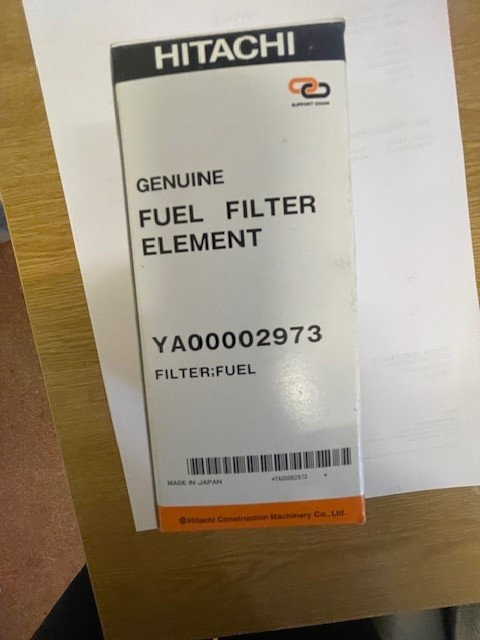 HITACHI
SUPPORT CHAIN
GENUINE
FUEL FILTER
ELEMENT
YA00002973
FILTER;FUEL
MADE IN JAPAN
*YA00002973 *
Hitachi Construction Machinery Co., Ltd.